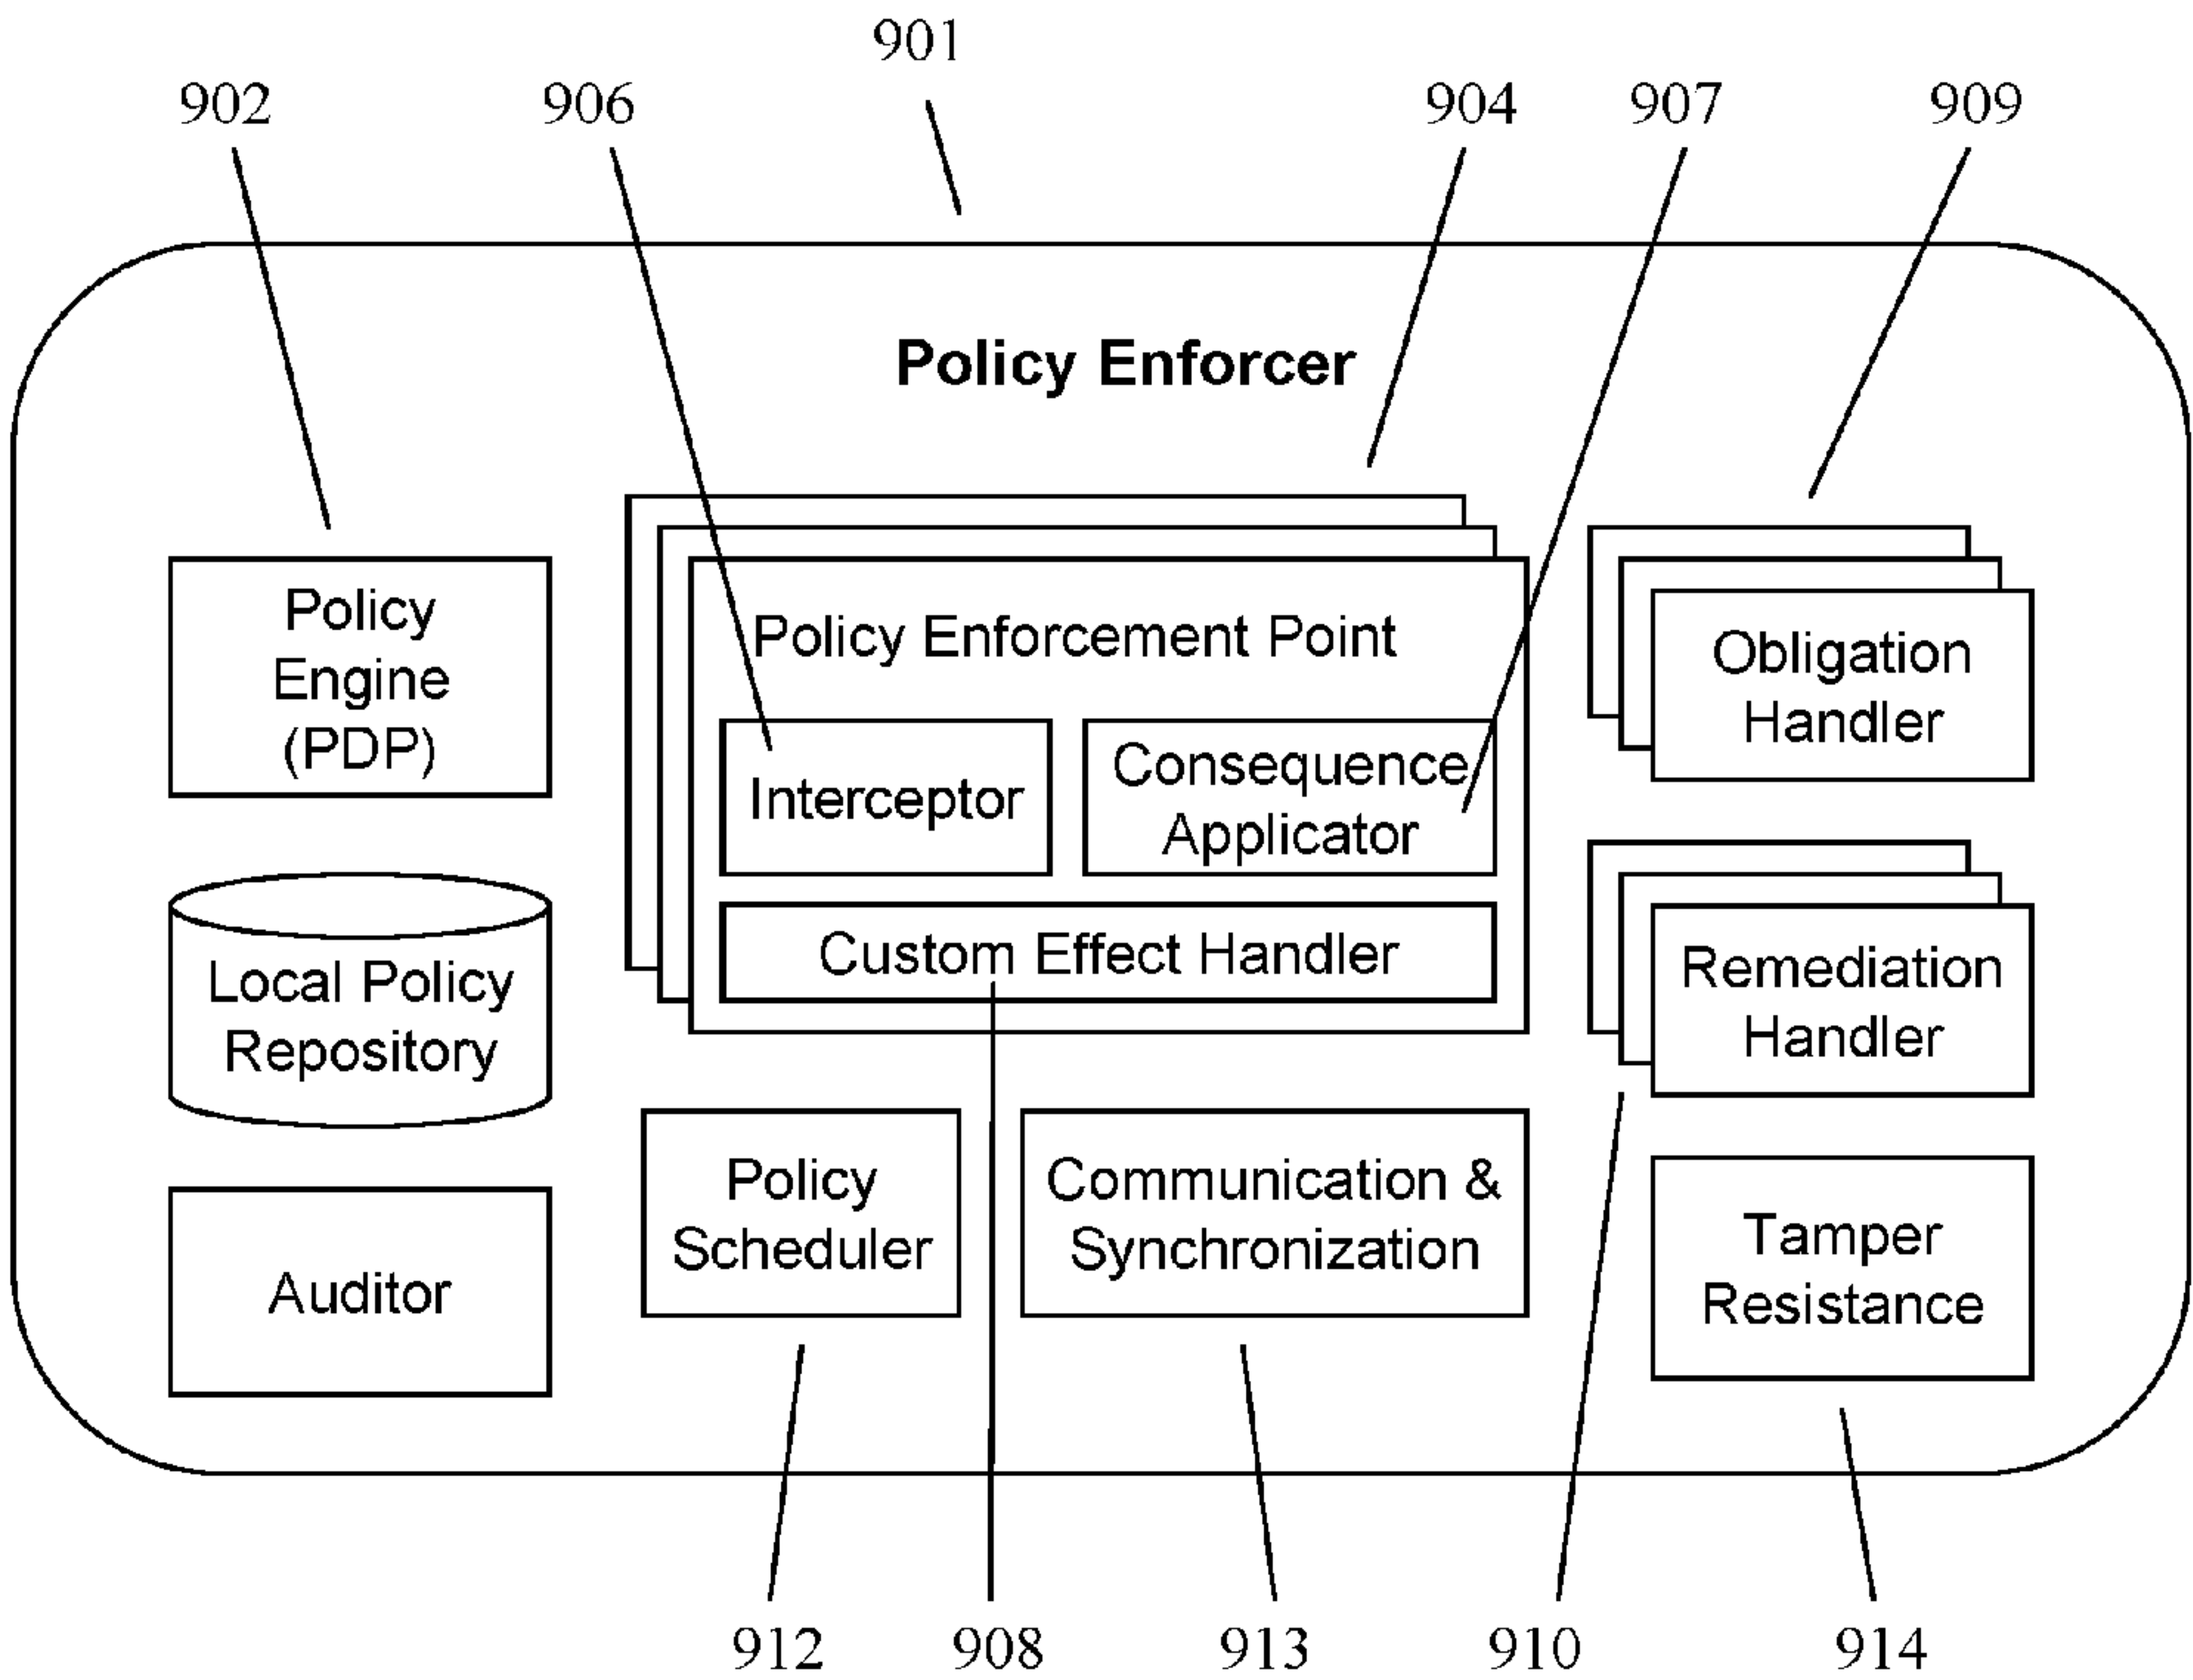 901
902
906
904
907
909
Policy Enforcer
Policy
Engine
(PDP)
Policy Enforcement Point
Interceptor
Consequence
Applicator
Custom Effect Handler
Obligation
Handler
Local Policy
Repository
Remediation
Handler
Auditor
Policy
Scheduler
Communication &
Synchronization
Tamper
Resistance
912
908
913
910
914